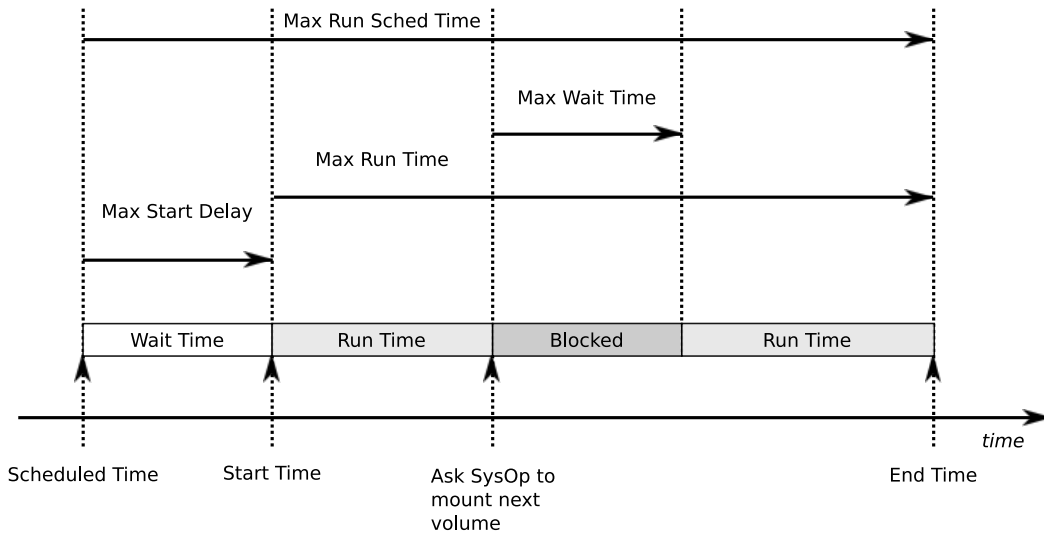 Max Run Sched Time
Max Wait Time
Max Run Time
Max Start Delay
Wait Time
Run Time
Blocked
Run Time
time
Scheduled Time
Start Time
Ask SysOp to
mount next
volume
End Time